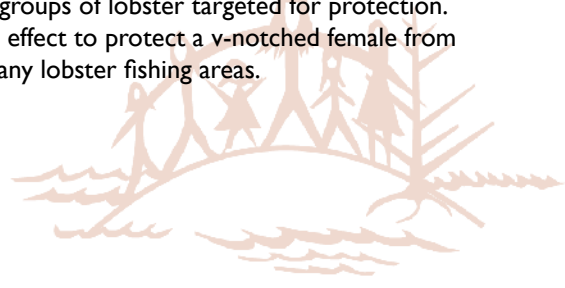 groups of lobster targeted for protection.
effect to protect a v-notched female from
any lobster fishing areas.